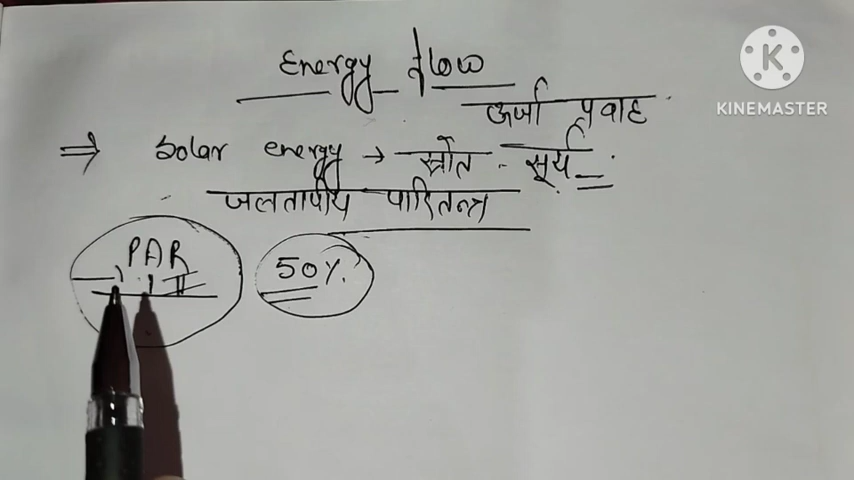 Energy flow
ऊर्जा प्रवाह
⇒ Solar energy → स्रोत - सूर्य
जलतापीय पारितन्त्र
PAR 50%.
KINEMASTER